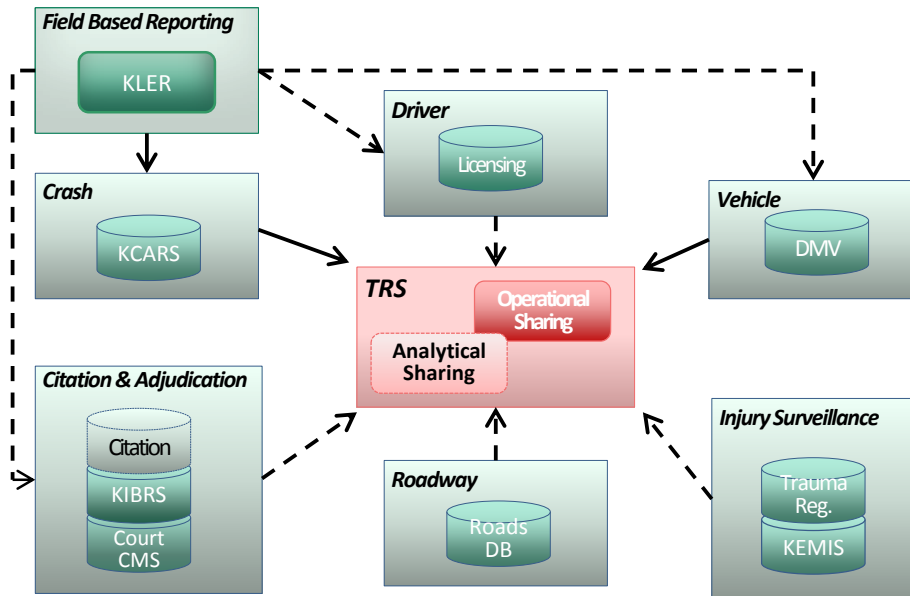 Field Based Reporting
KLER
Driver
Licensing
Crash
KCARS
Vehicle
DMV
TRS
Operational
Sharing
Analytical
Sharing
Citation & Adjudication
Citation
KIBRS
Court
CMS
Roadway
Roads
DB
Injury Surveillance
Trauma
Reg.
KEMIS